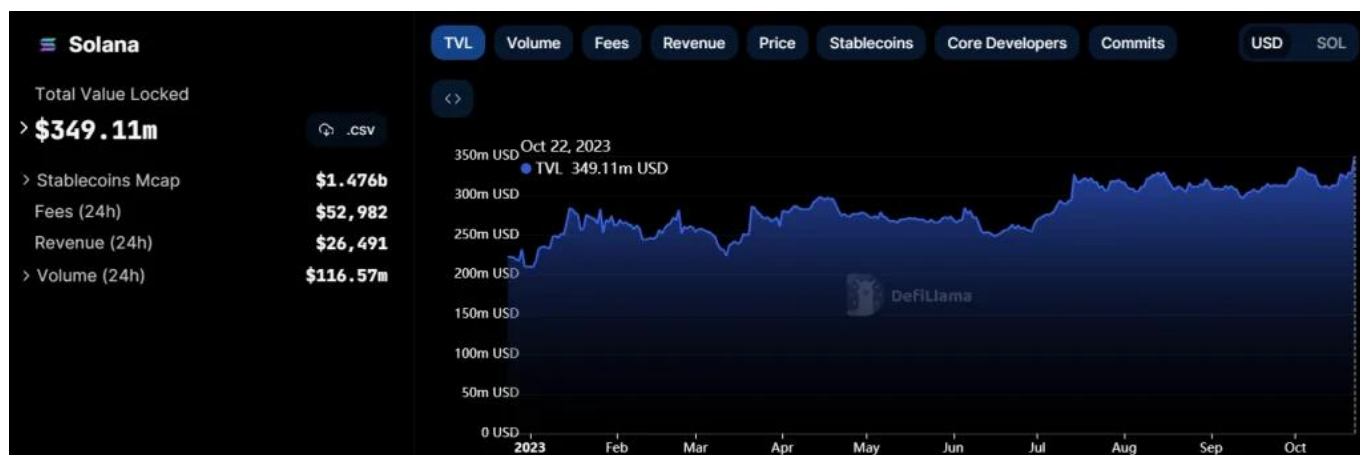 Solana
Total Value Locked
$349.11m
.csv
Stablecoins Mcap $1.476b
Fees (24h) $52,982
Revenue (24h) $26,491
Volume (24h) $116.57m
TVL Volume Fees Revenue Price Stablecoins Core Developers Commits USD SOL
Oct 22, 2023
TVL 349.11m USD
350m USD
300m USD
250m USD
200m USD
150m USD
100m USD
50m USD
0 USD
2023 Feb Mar Apr May Jun Jul Aug Sep Oct
DefiLlama